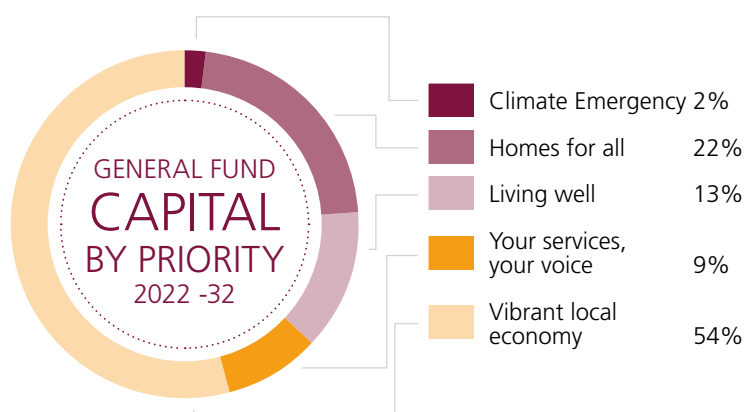 GENERAL FUND
CAPITAL
BY PRIORITY
2022 -32
Climate Emergency 2%
Homes for all 22%
Living well 13%
Your services,
your voice 9%
Vibrant local
economy 54%